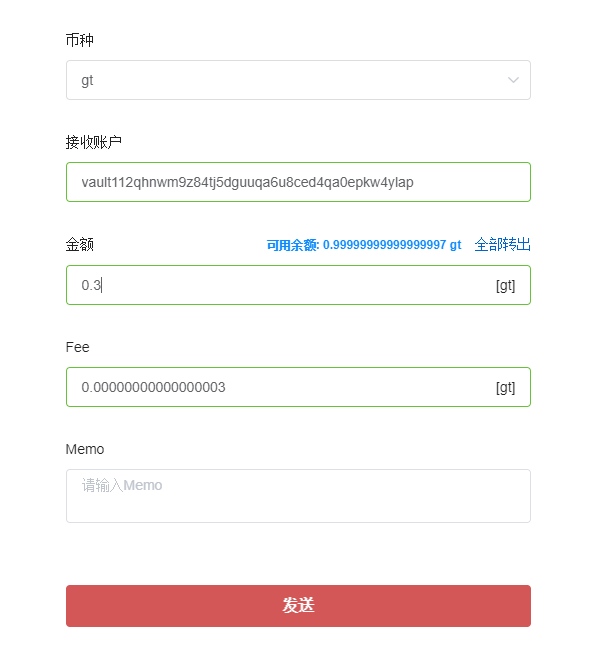 币种
gt
接收账户
vault112qhnwm9z84tj5dguuqa6u8ced4qa0epkw4ylap
金额 可用余额: 0.99999999999999997 gt 全部转出
0.3 [gt]
Fee
0.00000000000000003 [gt]
Memo
请输入Memo
发送